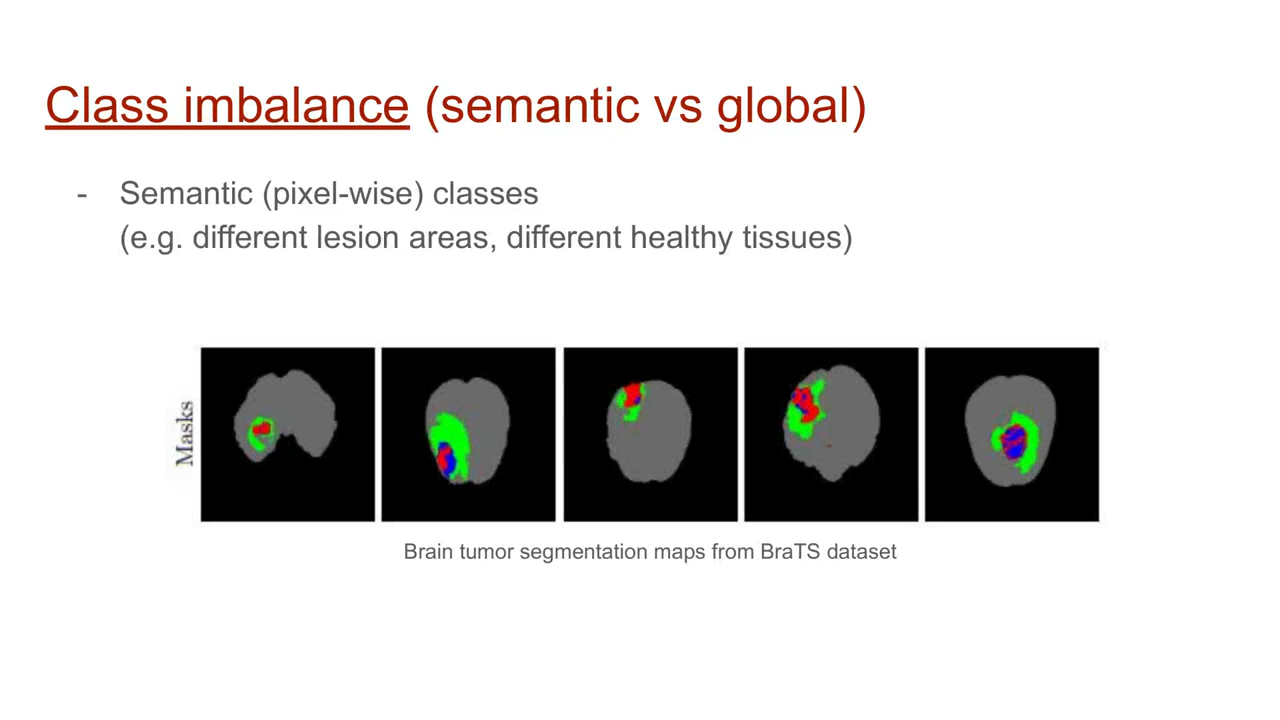 Class imbalance (semantic vs global)
- Semantic (pixel-wise) classes
(e.g. different lesion areas, different healthy tissues)
Masks
Brain tumor segmentation maps from BraTS dataset